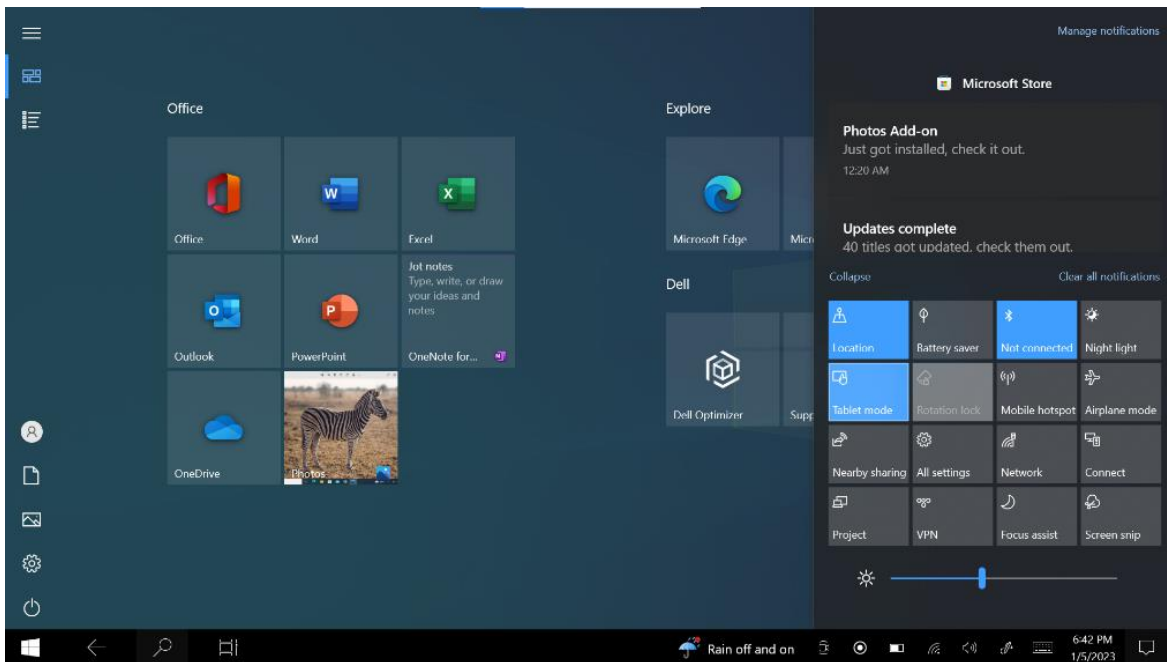 Manage notifications
Microsoft Store
Office
Explore
Photos Add-on
Just got installed, check it out.
12:20 AM
Updates complete
40 titles got updated, check them out.
Office
Word
Excel
Microsoft Edge
Micr
Collapse
Clear all notifications
Jot notes
Type, write, or draw
your ideas and
notes
Dell
Outlook
PowerPoint
OneNote for...
Location
Battery saver
Not connected
Night light
Tablet mode
Rotation lock
Mobile hotspot
Airplane mode
Dell Optimizer
Supp
OneDrive
Photos
Nearby sharing
All settings
Network
Connect
Project
VPN
Focus assist
Screen snip
Rain off and on
6:42 PM
1/5/2023